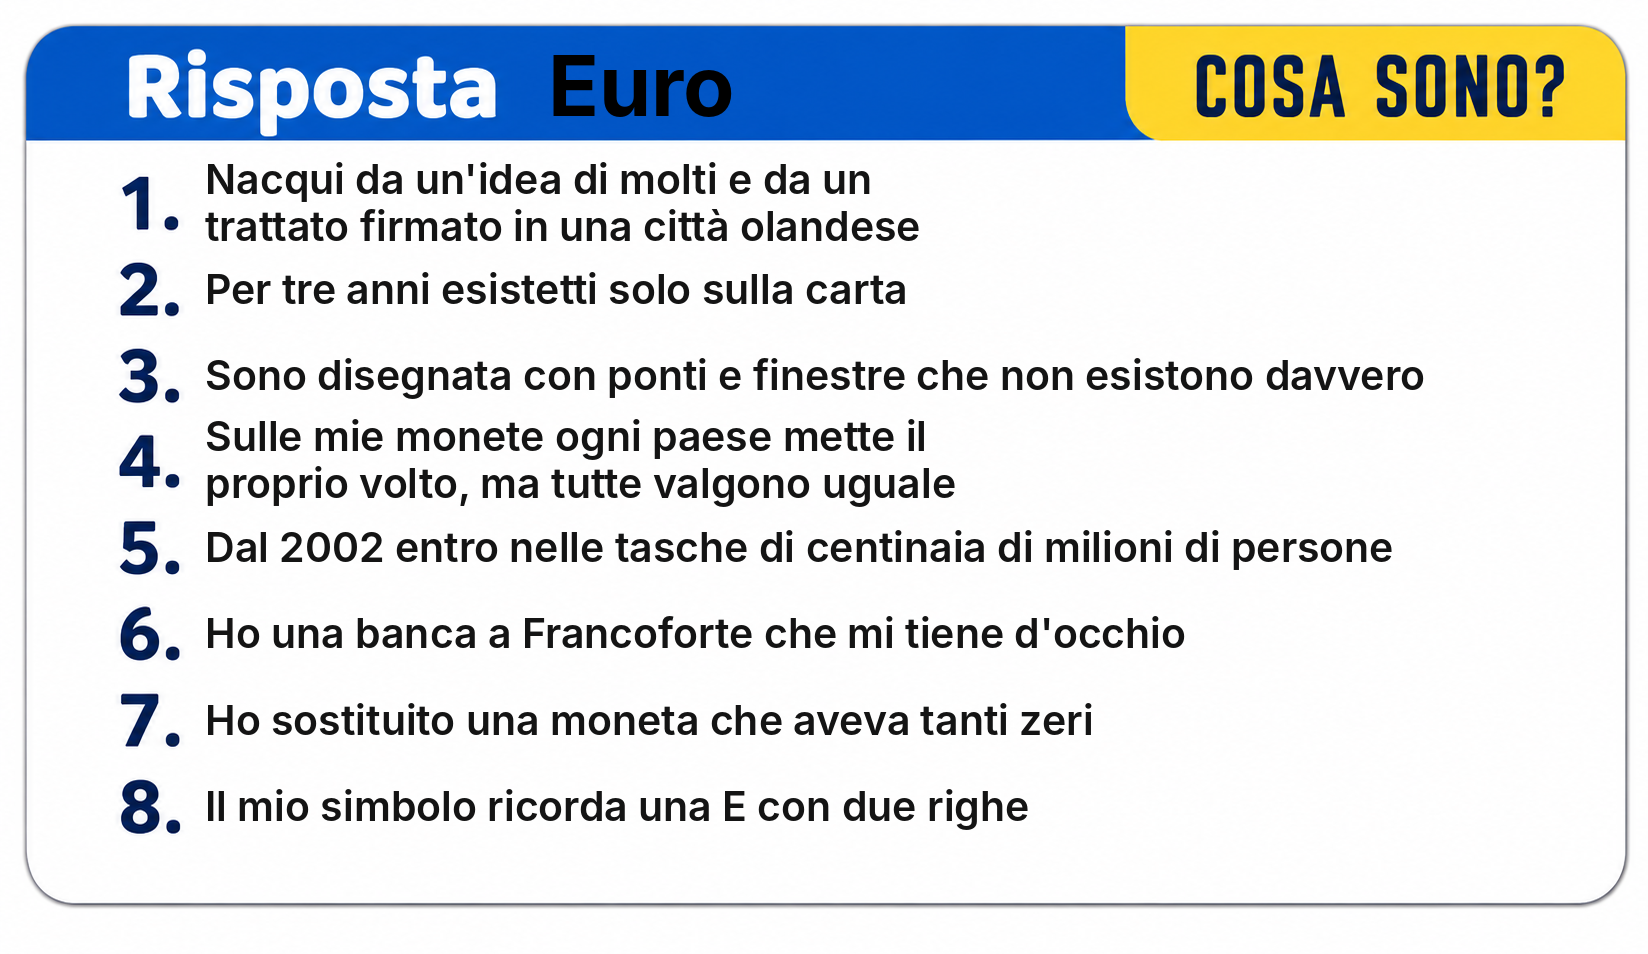 Risposta Euro COSA SONO?
1. Nacqui da un'idea di molti e da un
trattato firmato in una città olandese
2. Per tre anni esistetti solo sulla carta
3. Sono disegnata con ponti e finestre che non esistono davvero
4. Sulle mie monete ogni paese mette il
proprio volto, ma tutte valgono uguale
5. Dal 2002 entro nelle tasche di centinaia di milioni di persone
6. Ho una banca a Francoforte che mi tiene d'occhio
7. Ho sostituito una moneta che aveva tanti zeri
8. Il mio simbolo ricorda una E con due righe